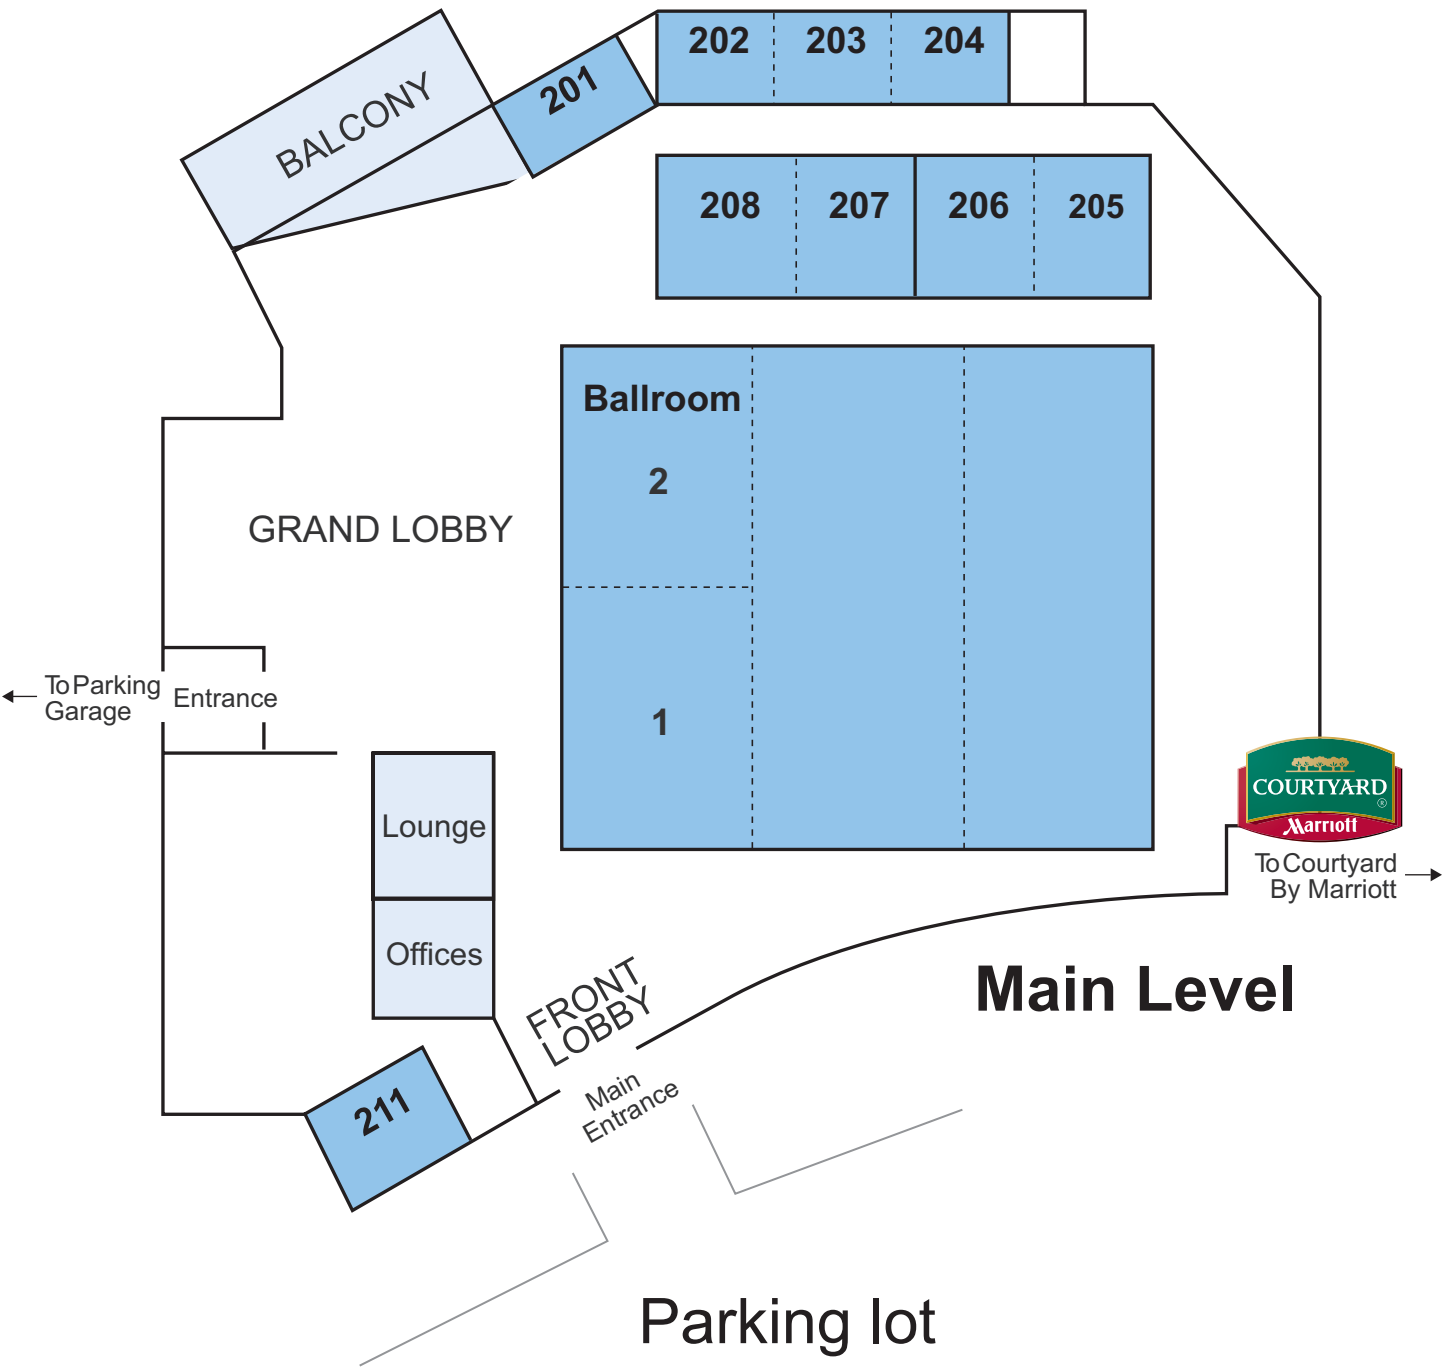 202 203 204
201
BALCONY
208 207 206 205
Ballroom
2
GRAND LOBBY
1
To Parking
Garage
Entrance
COURTYARD
®
Marriott
To Courtyard
By Marriott
Lounge
Offices
FRONT
LOBBY
Main Level
Main
Entrance
211
Parking lot